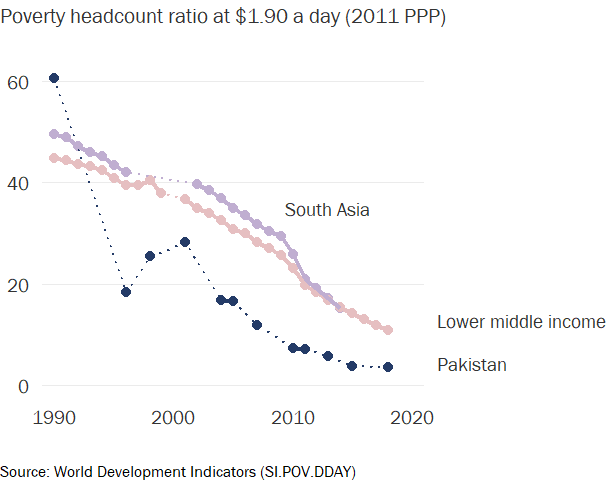 Poverty headcount ratio at $1.90 a day (2011 PPP)
60
40
South Asia
20
Lower middle income
Pakistan
0
1990 2000 2010 2020
Source: World Development Indicators (SI.POV.DDAY)